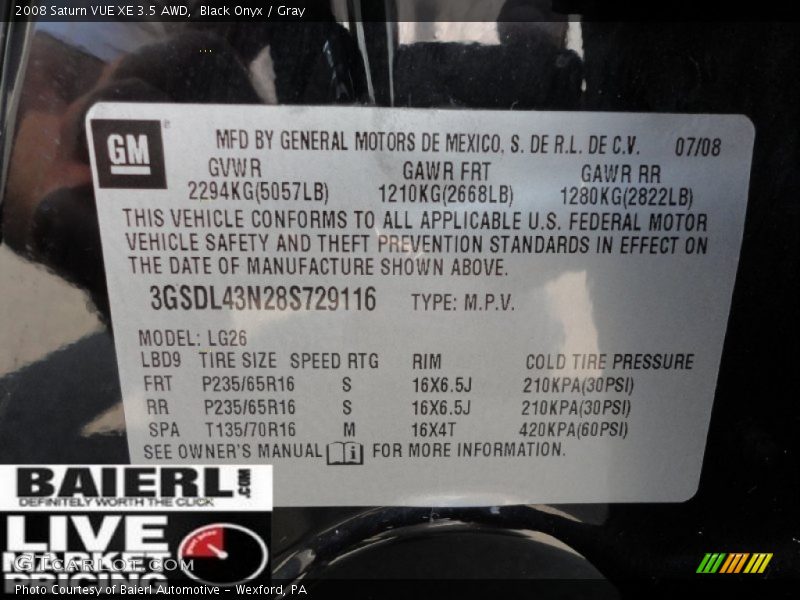 2008 Saturn VUE XE 3.5 AWD, Black Onyx / Gray
GM
MFD BY GENERAL MOTORS DE MEXICO, S. DE R.L. DE C.V. 07/08
GVWR GAWR FRT GAWR RR
2294KG(5057LB) 1210KG(2668LB) 1280KG(2822LB)
THIS VEHICLE CONFORMS TO ALL APPLICABLE U.S. FEDERAL MOTOR
VEHICLE SAFETY AND THEFT PREVENTION STANDARDS IN EFFECT ON
THE DATE OF MANUFACTURE SHOWN ABOVE.
3GSDL43N28S729116 TYPE: M.P.V.
MODEL: LG26
LBD9 TIRE SIZE SPEED RTG RIM COLD TIRE PRESSURE
FRT P235/65R16 S 16X6.5J 210KPA(30PSI)
RR P235/65R16 S 16X6.5J 210KPA(30PSI)
SPA T135/70R16 M 16X4T 420KPA(60PSI)
SEE OWNER'S MANUAL i FOR MORE INFORMATION.
BAIERL.COM
DEFINITELY WORTH THE CLICK
LIVE
MARKET
PRICING
GTcarlot.com
Photo Courtesy of Baierl Automotive - Wexford, PA